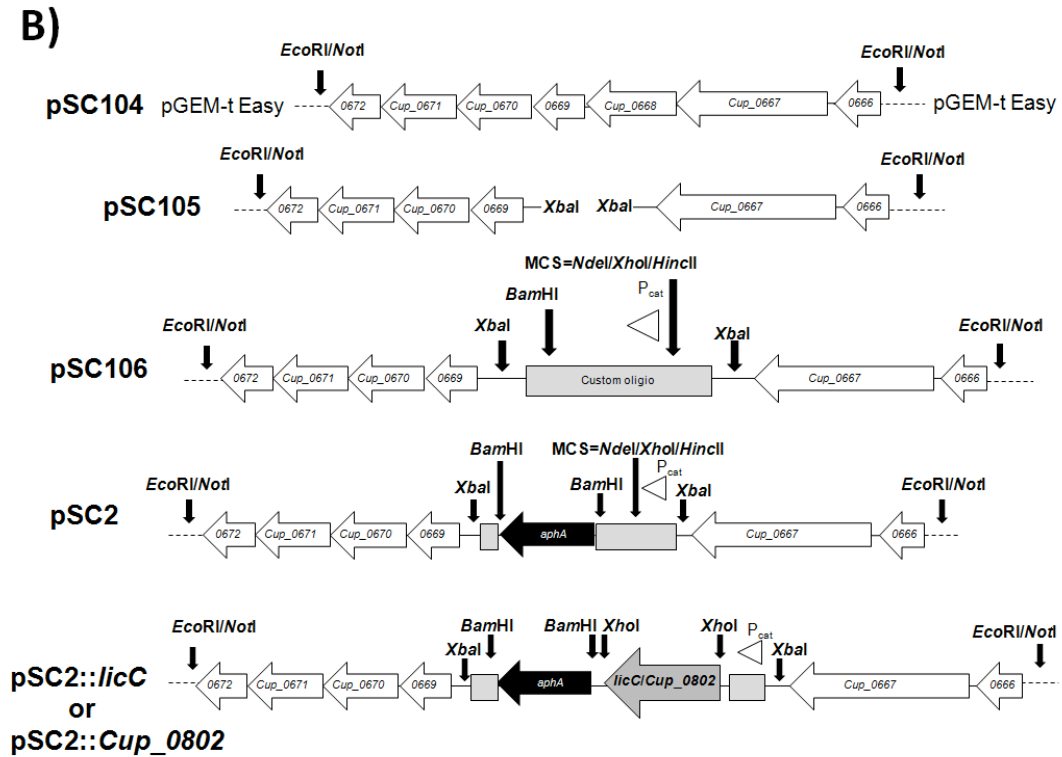 B)
EcoRI/NotI EcoRI/NotI
pSC104 pGEM-t Easy 0672 Cup_0671 Cup_0670 0669 Cup_0668 Cup_0667 0666 pGEM-t Easy
EcoRI/NotI EcoRI/NotI
pSC105 0672 Cup_0671 Cup_0670 0669 XbaI XbaI Cup_0667 0666
MCS=NdeI/XhoI/HincII
BamHI Pcat
EcoRI/NotI XbaI XbaI EcoRI/NotI
pSC106 0672 Cup_0671 Cup_0670 0669 Custom oligio Cup_0667 0666
BamHI MCS=NdeI/XhoI/HincII
EcoRI/NotI XbaI BamHI Pcat XbaI EcoRI/NotI
pSC2 0672 Cup_0671 Cup_0670 0669 aphA Cup_0667 0666
EcoRI/NotI BamHI BamHI XhoI XhoI Pcat EcoRI/NotI
XbaI XbaI
pSC2::licC 0672 Cup_0671 Cup_0670 0669 aphA licC/Cup_0802 Cup_0667 0666
or
pSC2::Cup_0802